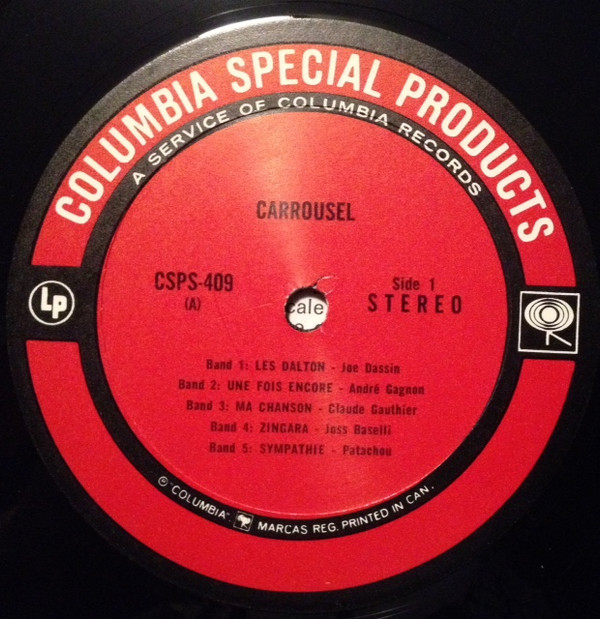 COLUMBIA SPECIAL PRODUCTS
A SERVICE OF COLUMBIA RECORDS
CARROUSEL
CSPS-409
(A)
Side 1
STEREO
LP
cale
Band 1: LES DALTON - Joe Dassin
Band 2: UNE FOIS ENCORE - André Gagnon
Band 3: MA CHANSON - Claude Gauthier
Band 4: ZINGARA - Joss Baselli
Band 5: SYMPATHIE - Patachou
©"COLUMBIA". MARCAS REG. PRINTED IN CAN.